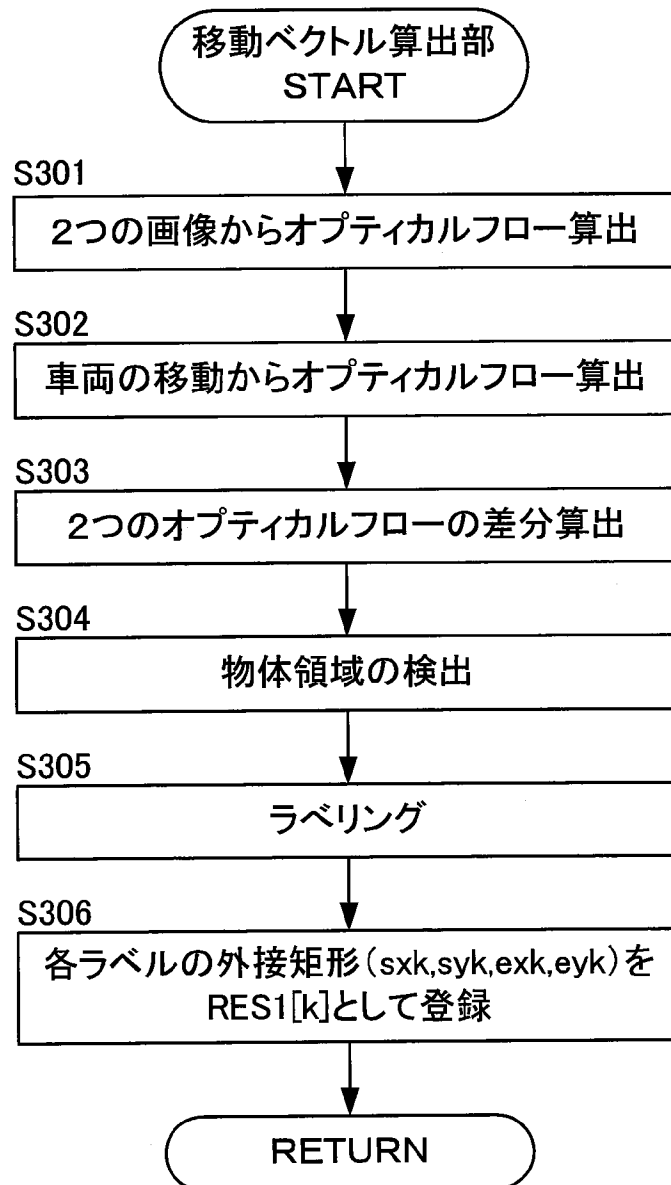 移動ベクトル算出部
START
S301
2つの画像からオプティカルフロー算出
S302
車両の移動からオプティカルフロー算出
S303
2つのオプティカルフローの差分算出
S304
物体領域の検出
S305
ラベリング
S306
各ラベルの外接矩形(sxk,syk,exk,eyk)を
RES1[k]として登録
RETURN